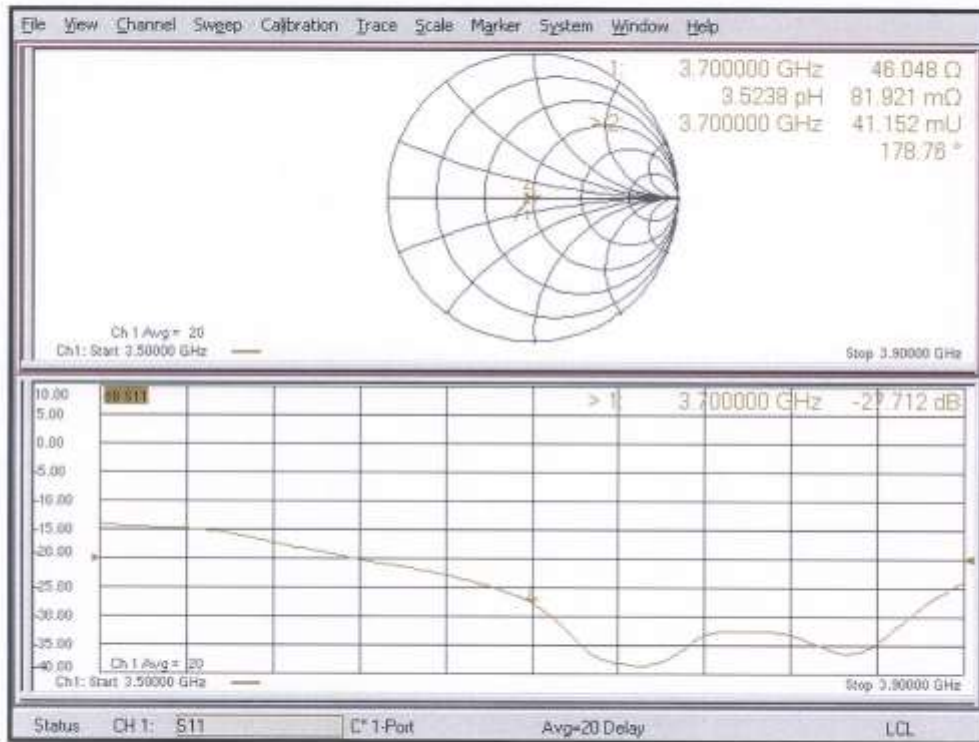 File View Channel Sweep Calibration Trace Scale Marker System Window Help
1: 3.700000 GHz 46.048 Ω
3.5238 pH 81.921 mΩ
> 2: 3.700000 GHz 41.152 mU
178.76 °
2
1
Ch 1 Avg = 20
Ch1: Start 3.50000 GHz Stop 3.90000 GHz
10.00 dB S11 > 1: 3.700000 GHz -27.712 dB
5.00
0.00
-5.00
-10.00
-15.00
-20.00
-25.00
-30.00
-35.00
-40.00 Ch 1 Avg = 20
Ch1: Start 3.50000 GHz Stop 3.90000 GHz
Status CH 1: S11 C* 1-Port Avg=20 Delay LCL